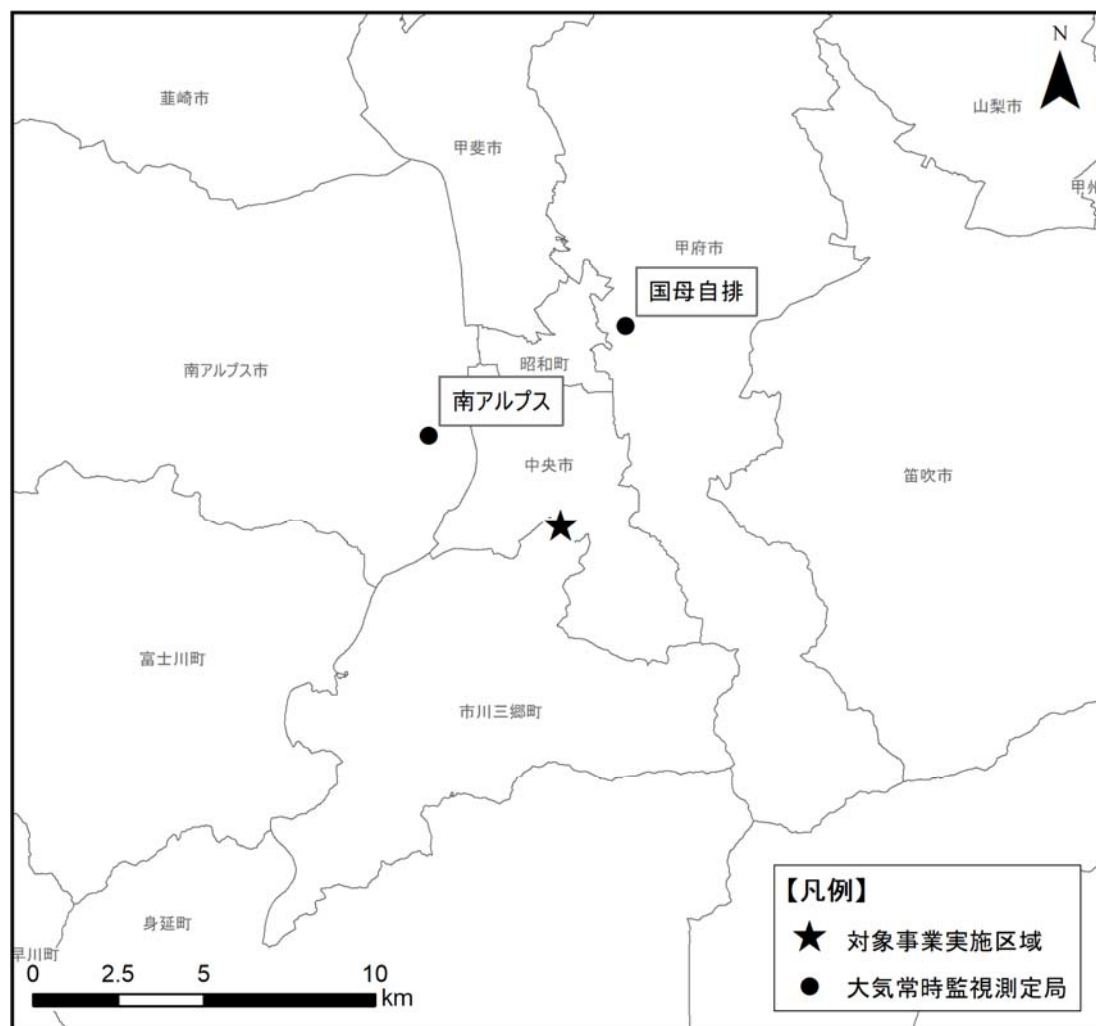 N
韮崎市
山梨市
甲斐市
甲州
甲府市
国母自排
昭和町
南アルプス市
南アルプス
中央市
笛吹市
富士川町
市川三郷町
身延町
早川町
0 2.5 5 10
km
【凡例】
対象事業実施区域
大気常時監視測定局